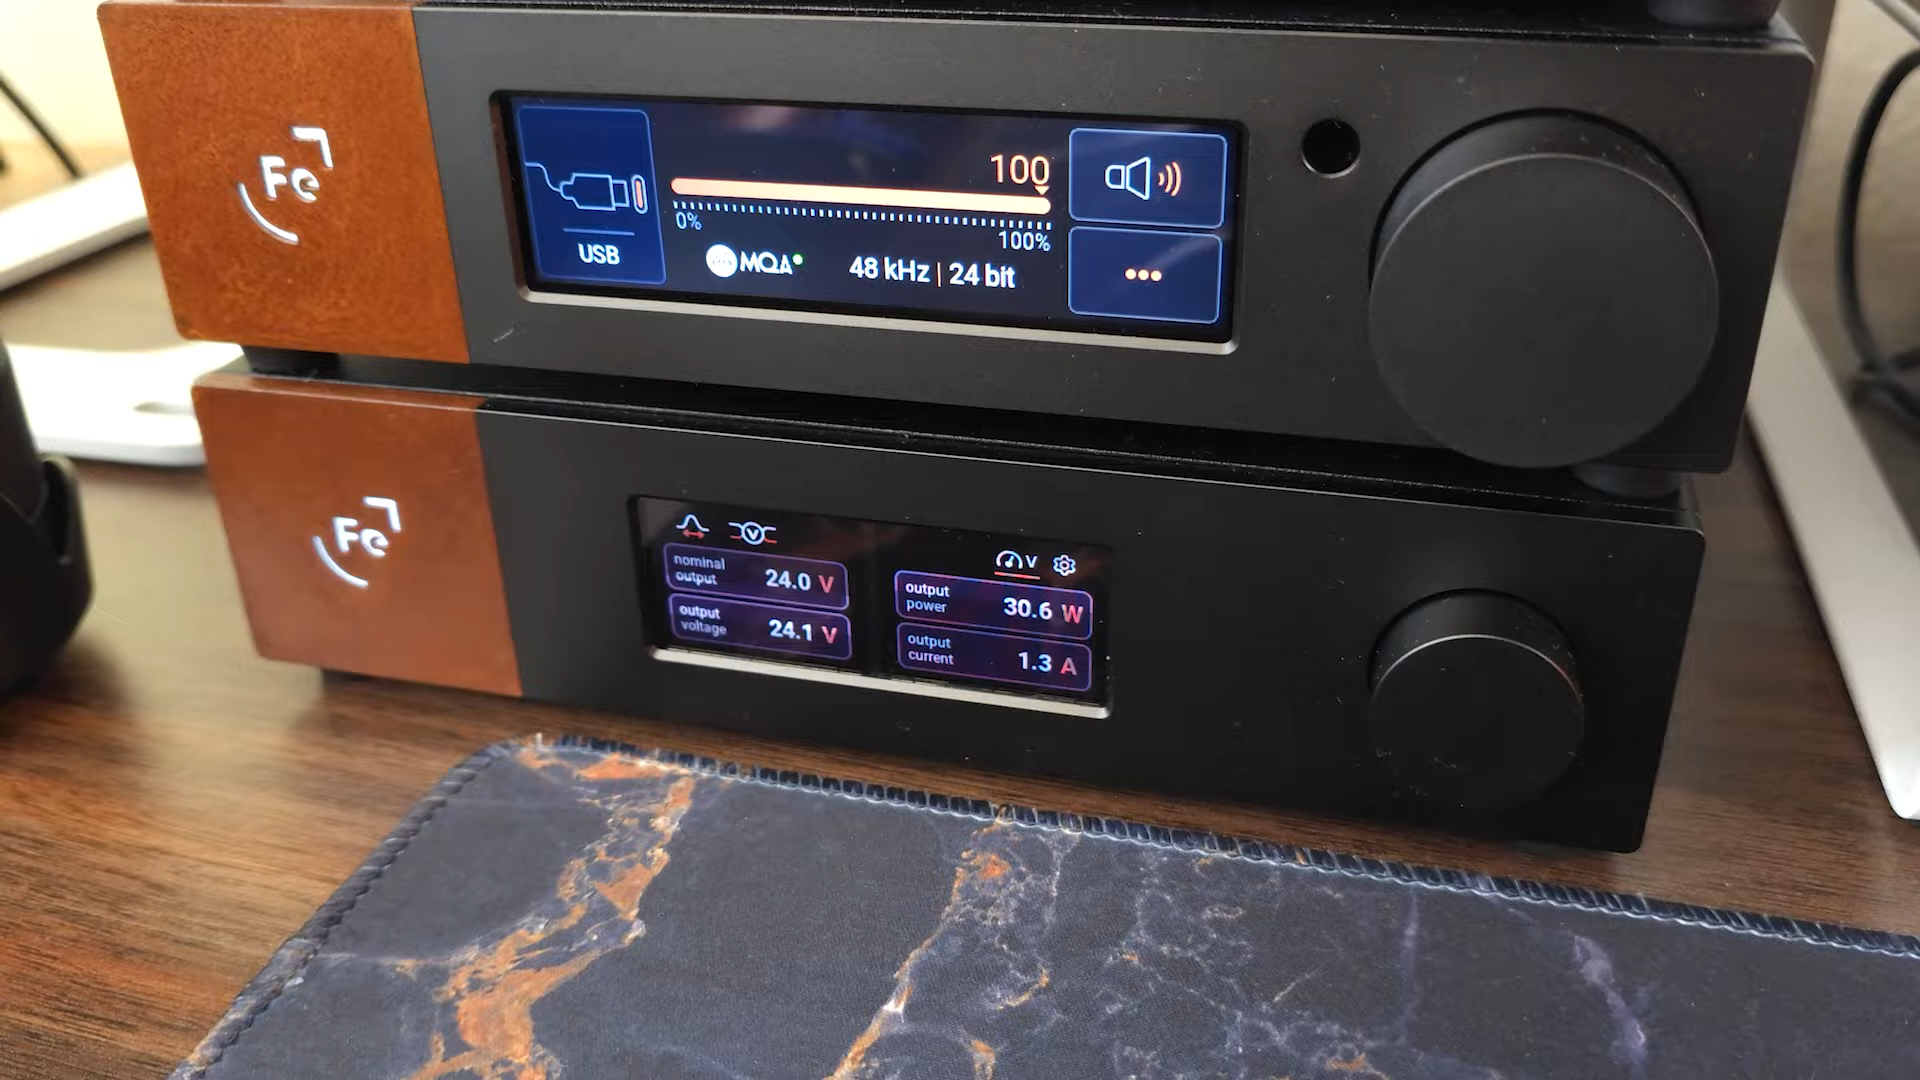 Fe
USB
100
0%
100%
MQA
48 kHz | 24 bit
Fe
nominal
output
24.0 V
output
voltage
24.1 V
V
output
power
30.6 W
output
current
1.3 A